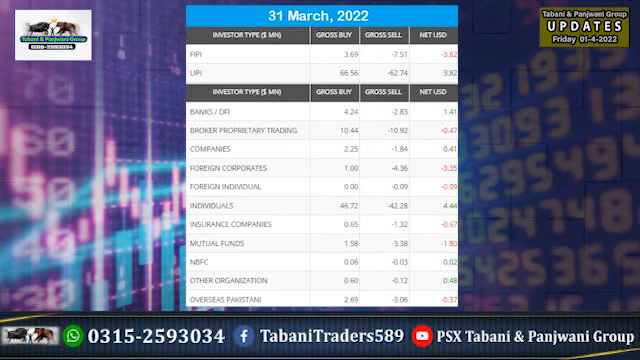 Tabani & Panjwani Group
0315-2593034
31 March, 2022
Tabani & Panjwani Group
UPDATES
Friday 01-4-2022
INVESTOR TYPE ($ MN) GROSS BUY GROSS SELL NET USD
FIPI 3.69 -7.51 -3.82
LIPI 66.56 -62.74 3.82
INVESTOR TYPE ($ MN) GROSS BUY GROSS SELL NET USD
BANKS / DFI 4.24 -2.83 1.41
BROKER PROPRIETARY TRADING 10.44 -10.92 -0.47
COMPANIES 2.25 -1.84 0.41
FOREIGN CORPORATES 1.00 -4.36 -3.35
FOREIGN INDIVIDUAL 0.00 -0.09 -0.09
INDIVIDUALS 46.72 -42.28 4.44
INSURANCE COMPANIES 0.65 -1.32 -0.67
MUTUAL FUNDS 1.58 -3.38 -1.80
NBFC 0.06 -0.03 0.02
OTHER ORGANIZATION 0.60 -0.12 0.48
OVERSEAS PAKISTANI 2.69 -3.06 -0.37
0315-2593034 TabaniTraders589 PSX Tabani & Panjwani Group